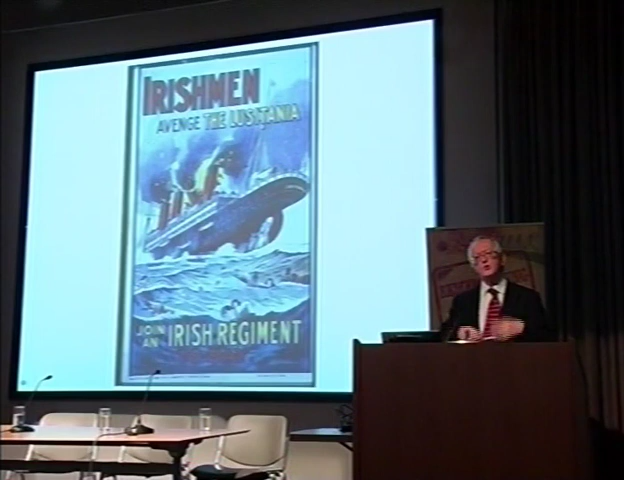 IRISHMEN
AVENGE THE LUSITANIA
JOIN
AN IRISH REGIMENT